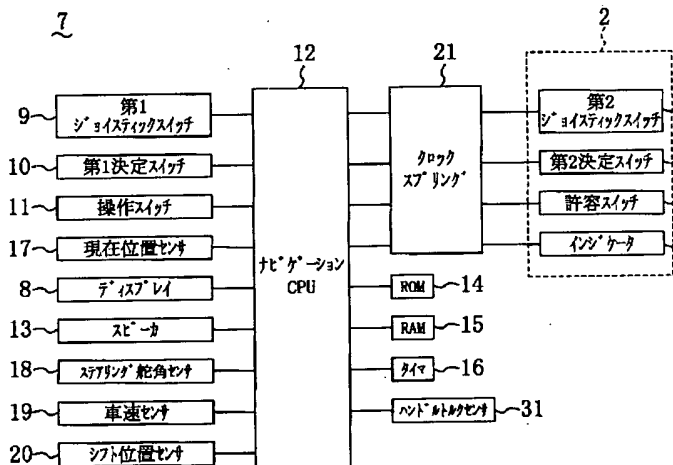 7
2
12
21
9
第1
ジョイスティックスイッチ
10
第1決定スイッチ
11
操作スイッチ
17
現在位置センサ
8
ディスプレイ
13
スピーカ
18
ステアリング舵角センサ
19
車速センサ
20
シフト位置センサ
ナビゲーション
CPU
クロック
スプリング
第2
ジョイスティックスイッチ
第2決定スイッチ
許容スイッチ
インジケータ
ROM
14
RAM
15
タイマ
16
ハンドルトルクセンサ
31